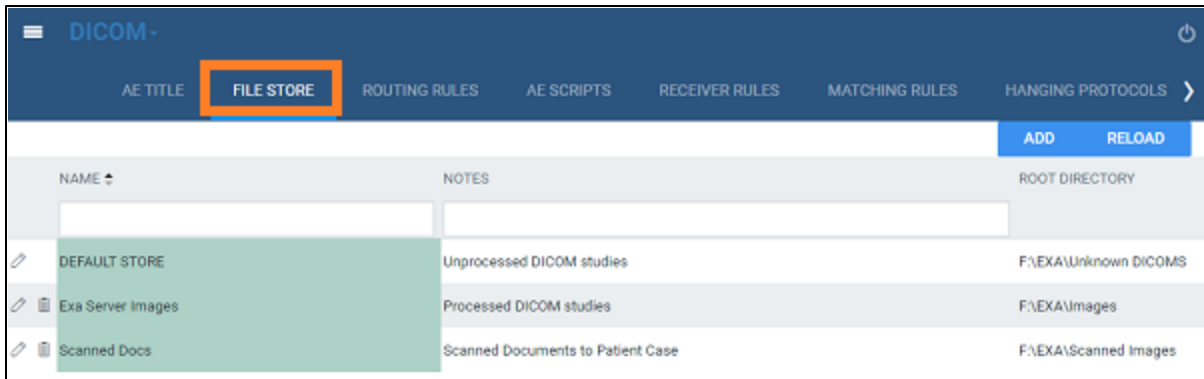 DICOM
AE TITLE FILE STORE ROUTING RULES AE SCRIPTS RECEIVER RULES MATCHING RULES HANGING PROTOCOLS
ADD RELOAD
NAME NOTES ROOT DIRECTORY
DEFAULT STORE Unprocessed DICOM studies F:\EXA\Unknown DICOMS
Exa Server Images Processed DICOM studies F:\EXA\Images
Scanned Docs Scanned Documents to Patient Case F:\EXA\Scanned Images